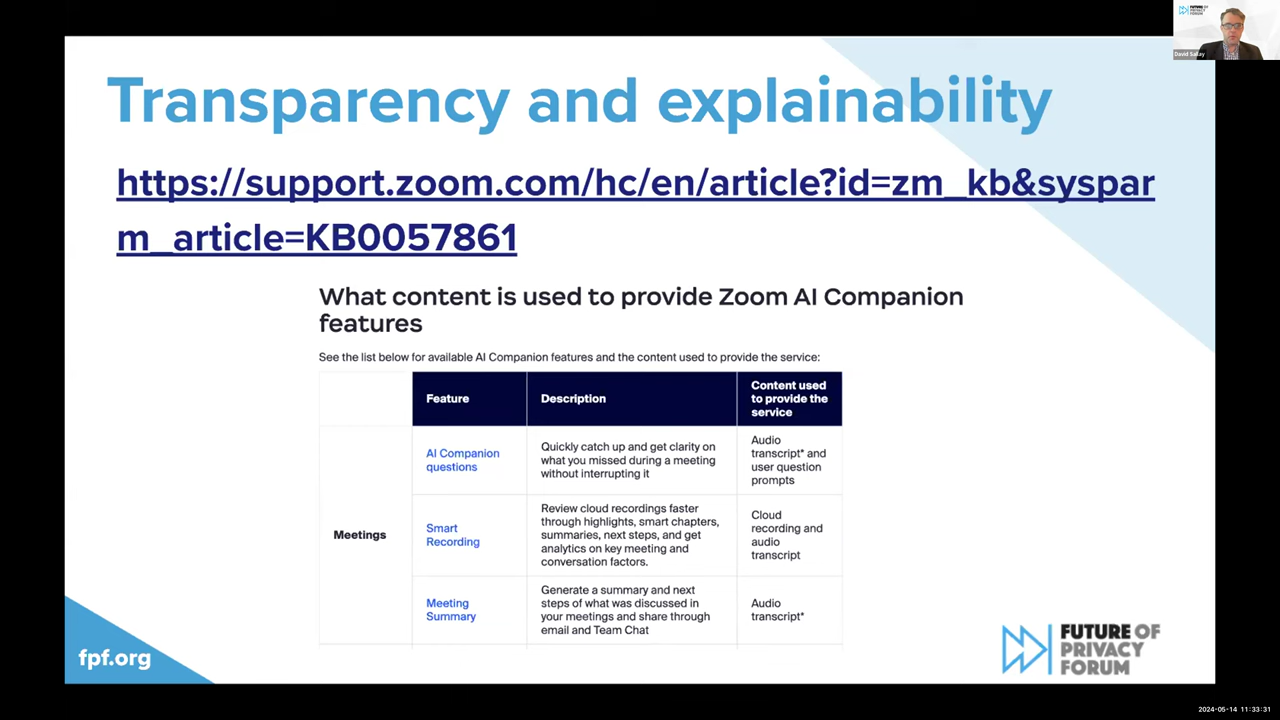 FUTURE OF
PRIVACY
FORUM
David Sallay
Transparency and explainability
https://support.zoom.com/hc/en/article?id=zm_kb&syspar
m_article=KB0057861
What content is used to provide Zoom AI Companion
features
See the list below for available AI Companion features and the content used to provide the service:
Feature
Description
Content used
to provide the
service
Meetings
AI Companion
questions
Quickly catch up and get clarity on
what you missed during a meeting
without interrupting it
Audio
transcript* and
user question
prompts
Smart
Recording
Review cloud recordings faster
through highlights, smart chapters,
summaries, next steps, and get
analytics on key meeting and
conversation factors.
Cloud
recording and
audio
transcript
Meeting
Summary
Generate a summary and next
steps of what was discussed in
your meetings and share through
email and Team Chat
Audio
transcript*
fpf.org
FUTURE OF
PRIVACY
FORUM
2024-05-14 11:33:31